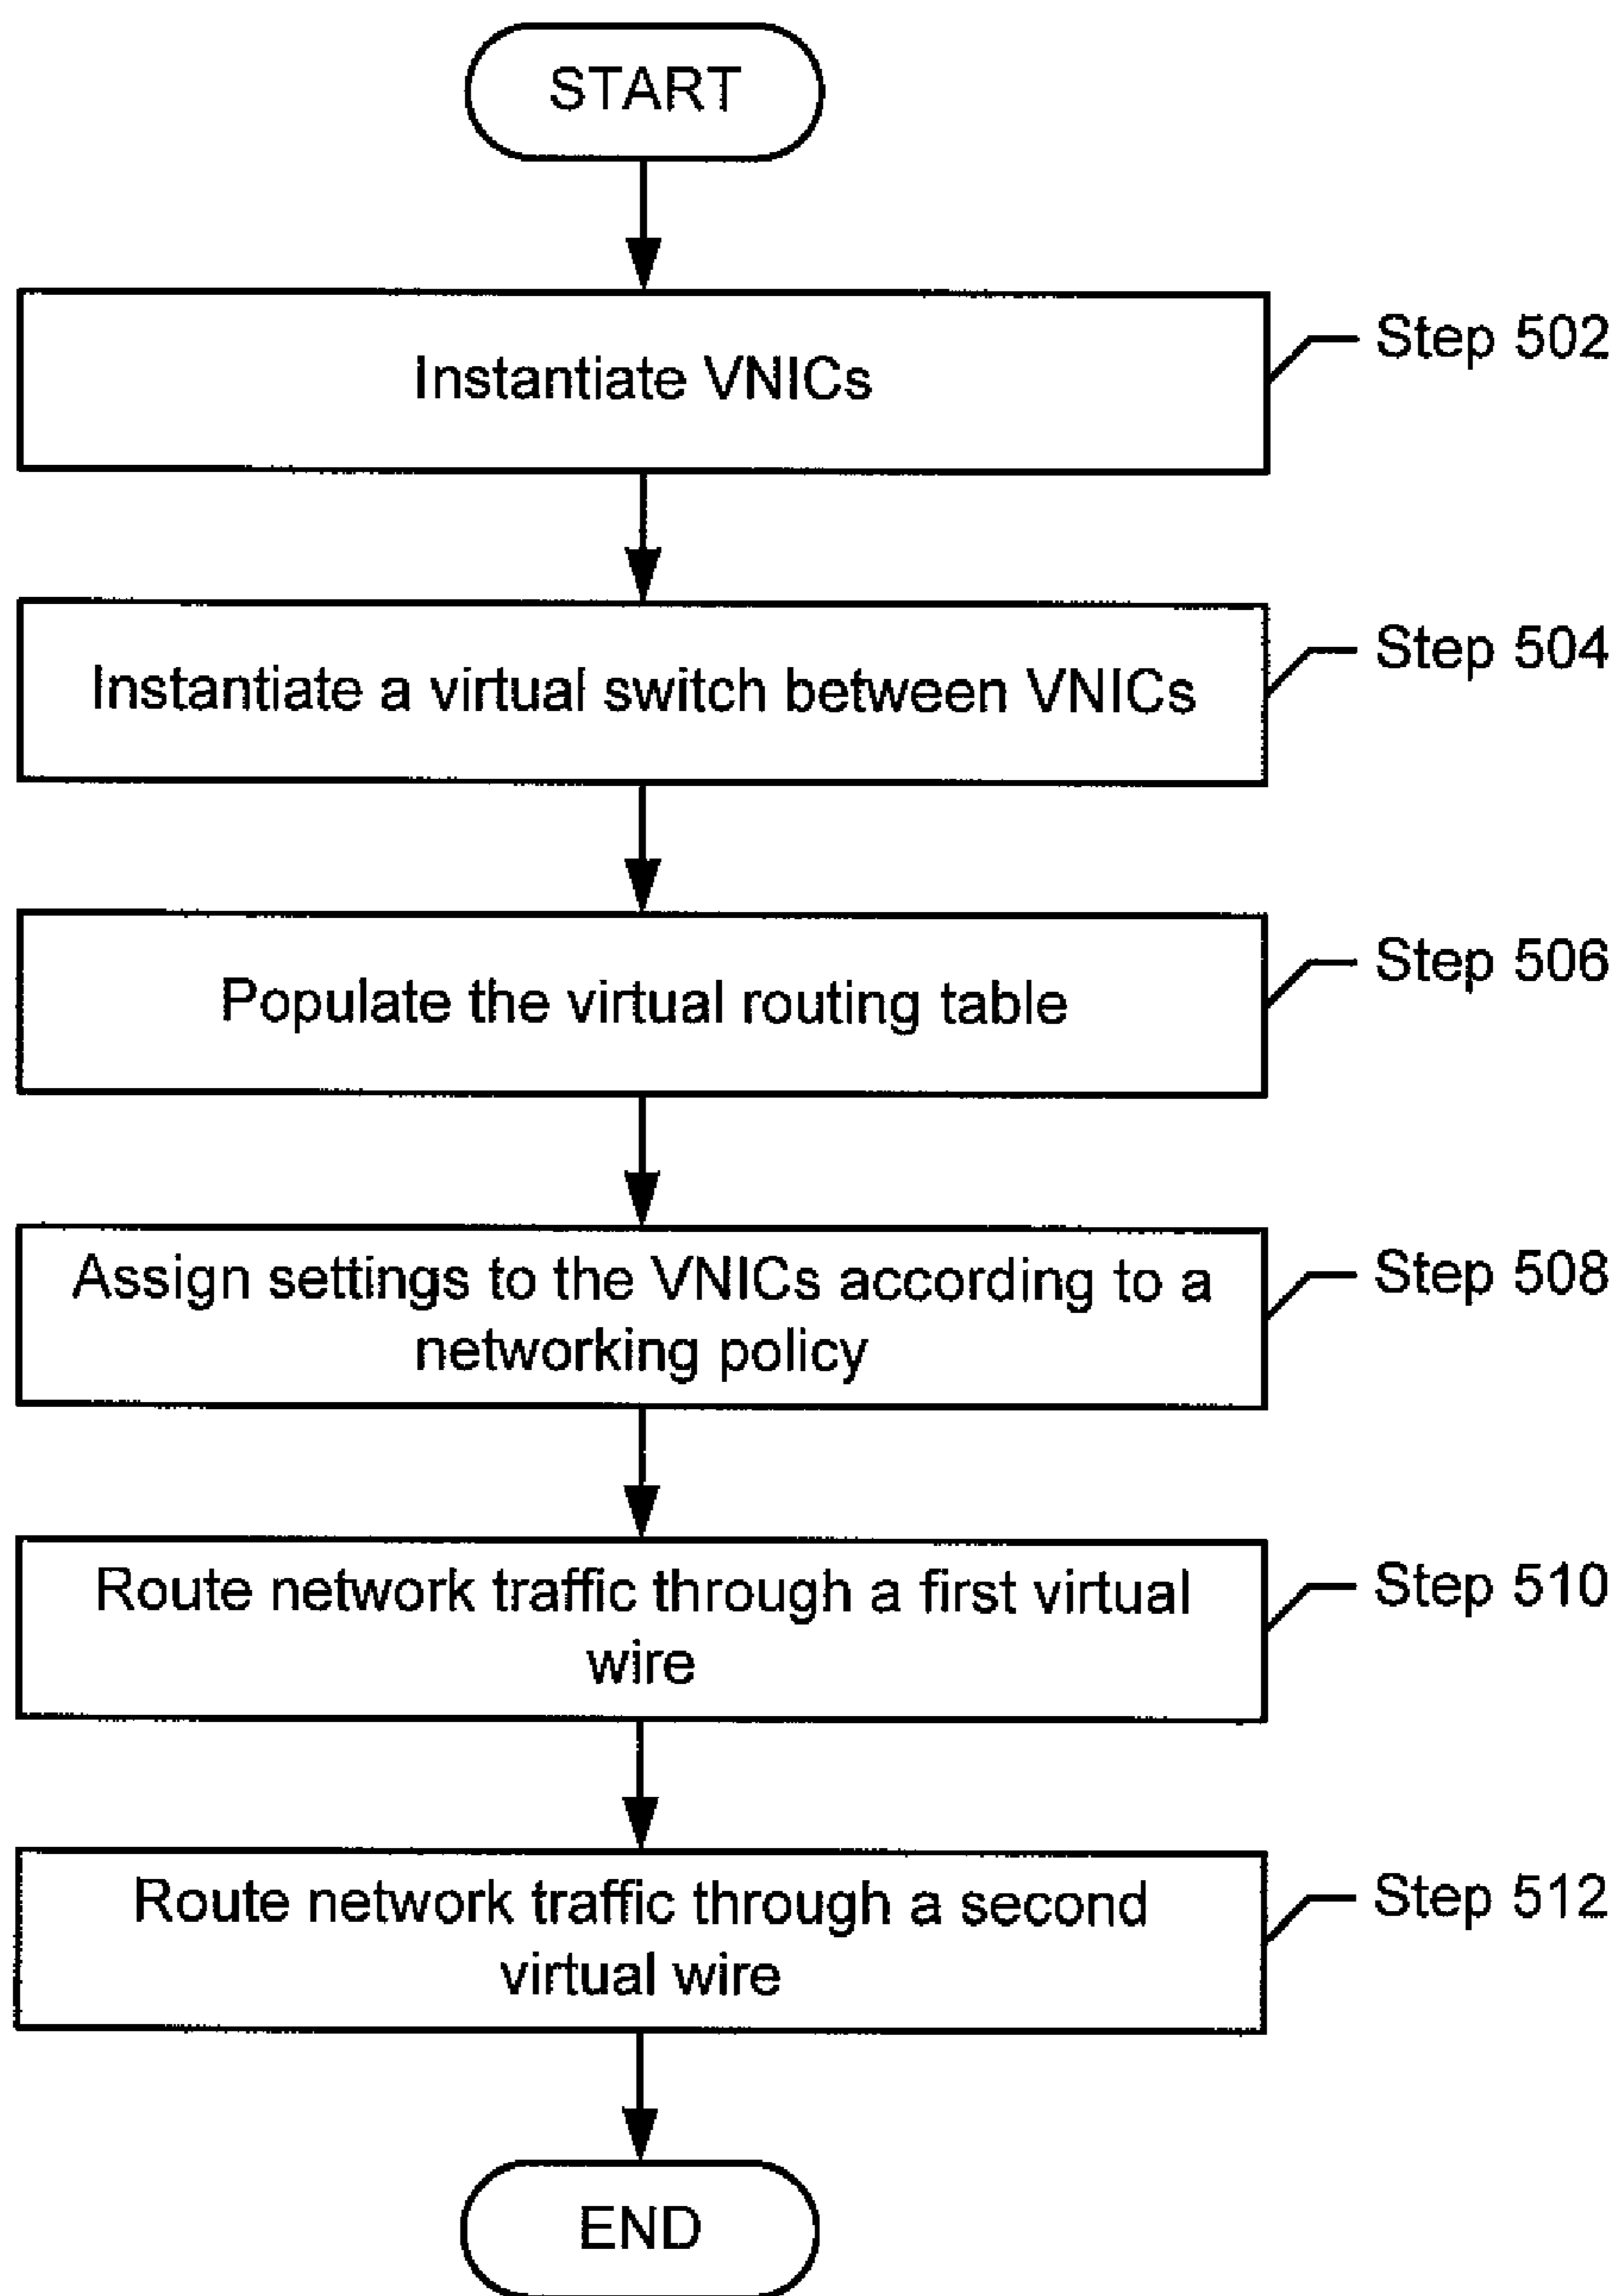 START
Instantiate VNICs
Step 502
Instantiate a virtual switch between VNICs
Step 504
Populate the virtual routing table
Step 506
Assign settings to the VNICs according to a
networking policy
Step 508
Route network traffic through a first virtual
wire
Step 510
Route network traffic through a second
virtual wire
Step 512
END